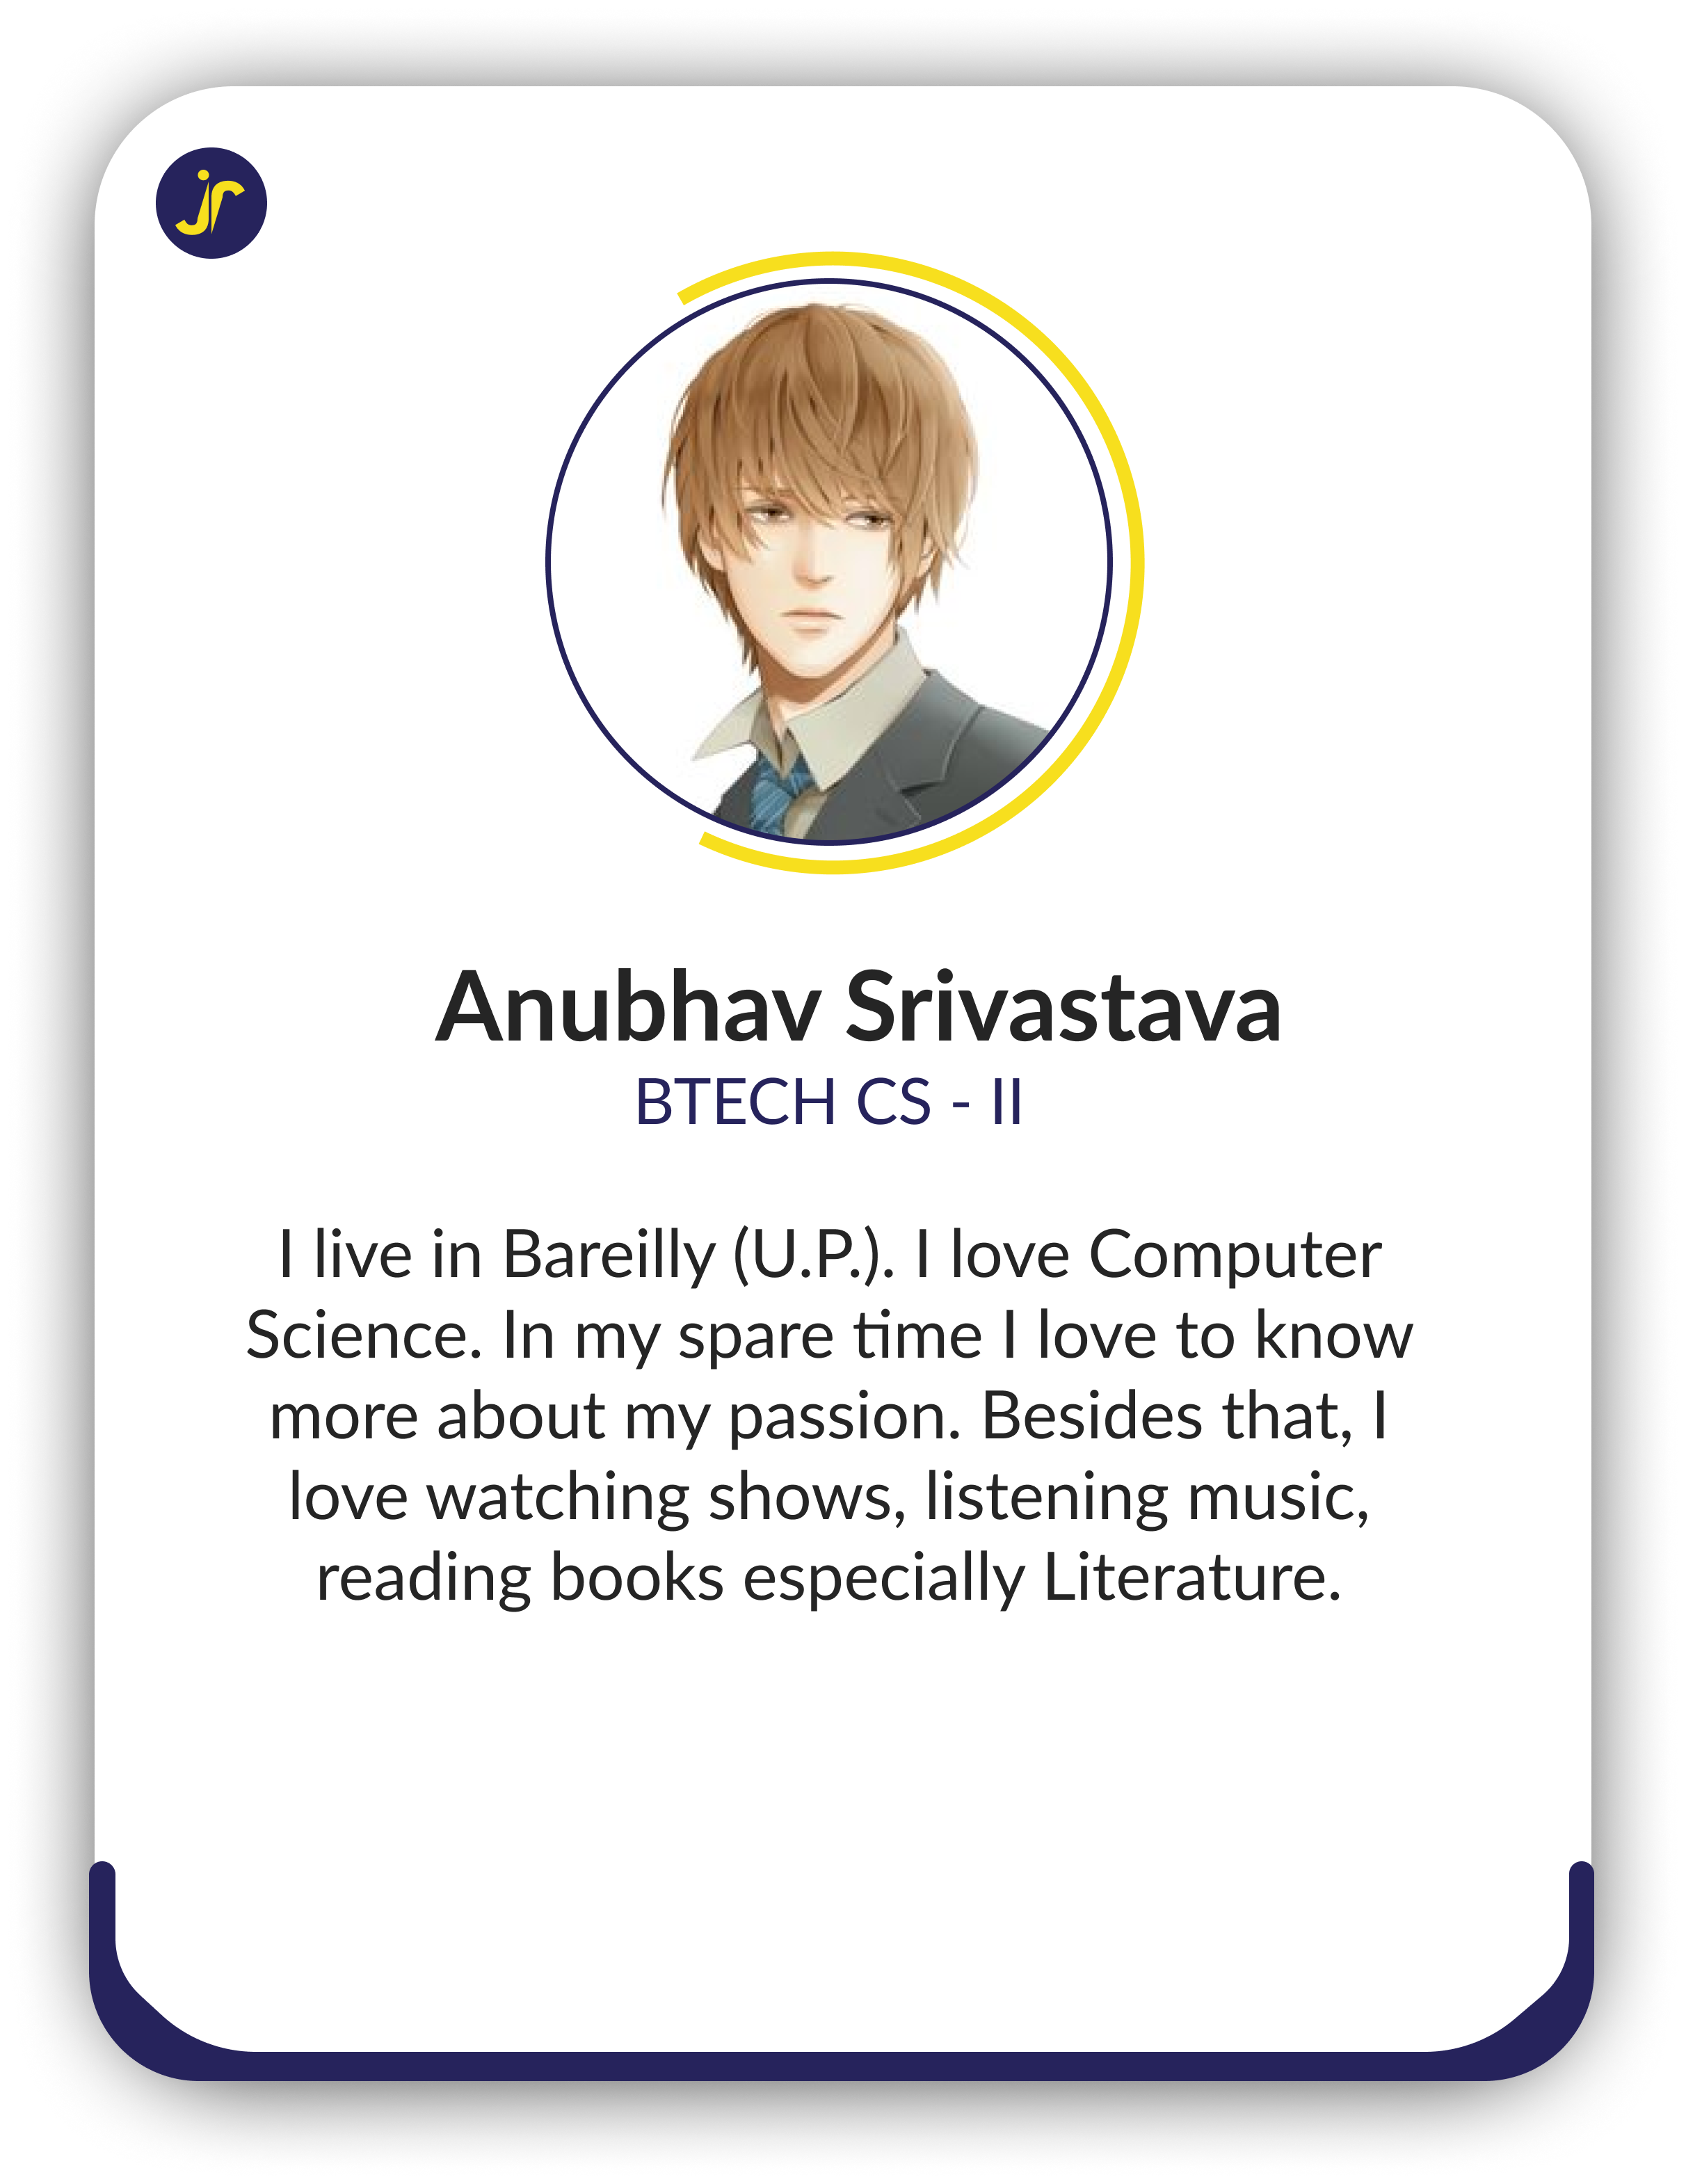 jr
Anubhav Srivastava
BTECH CS - II
I live in Bareilly (U.P.). I love Computer
Science. In my spare time I love to know
more about my passion. Besides that, I
love watching shows, listening music,
reading books especially Literature.